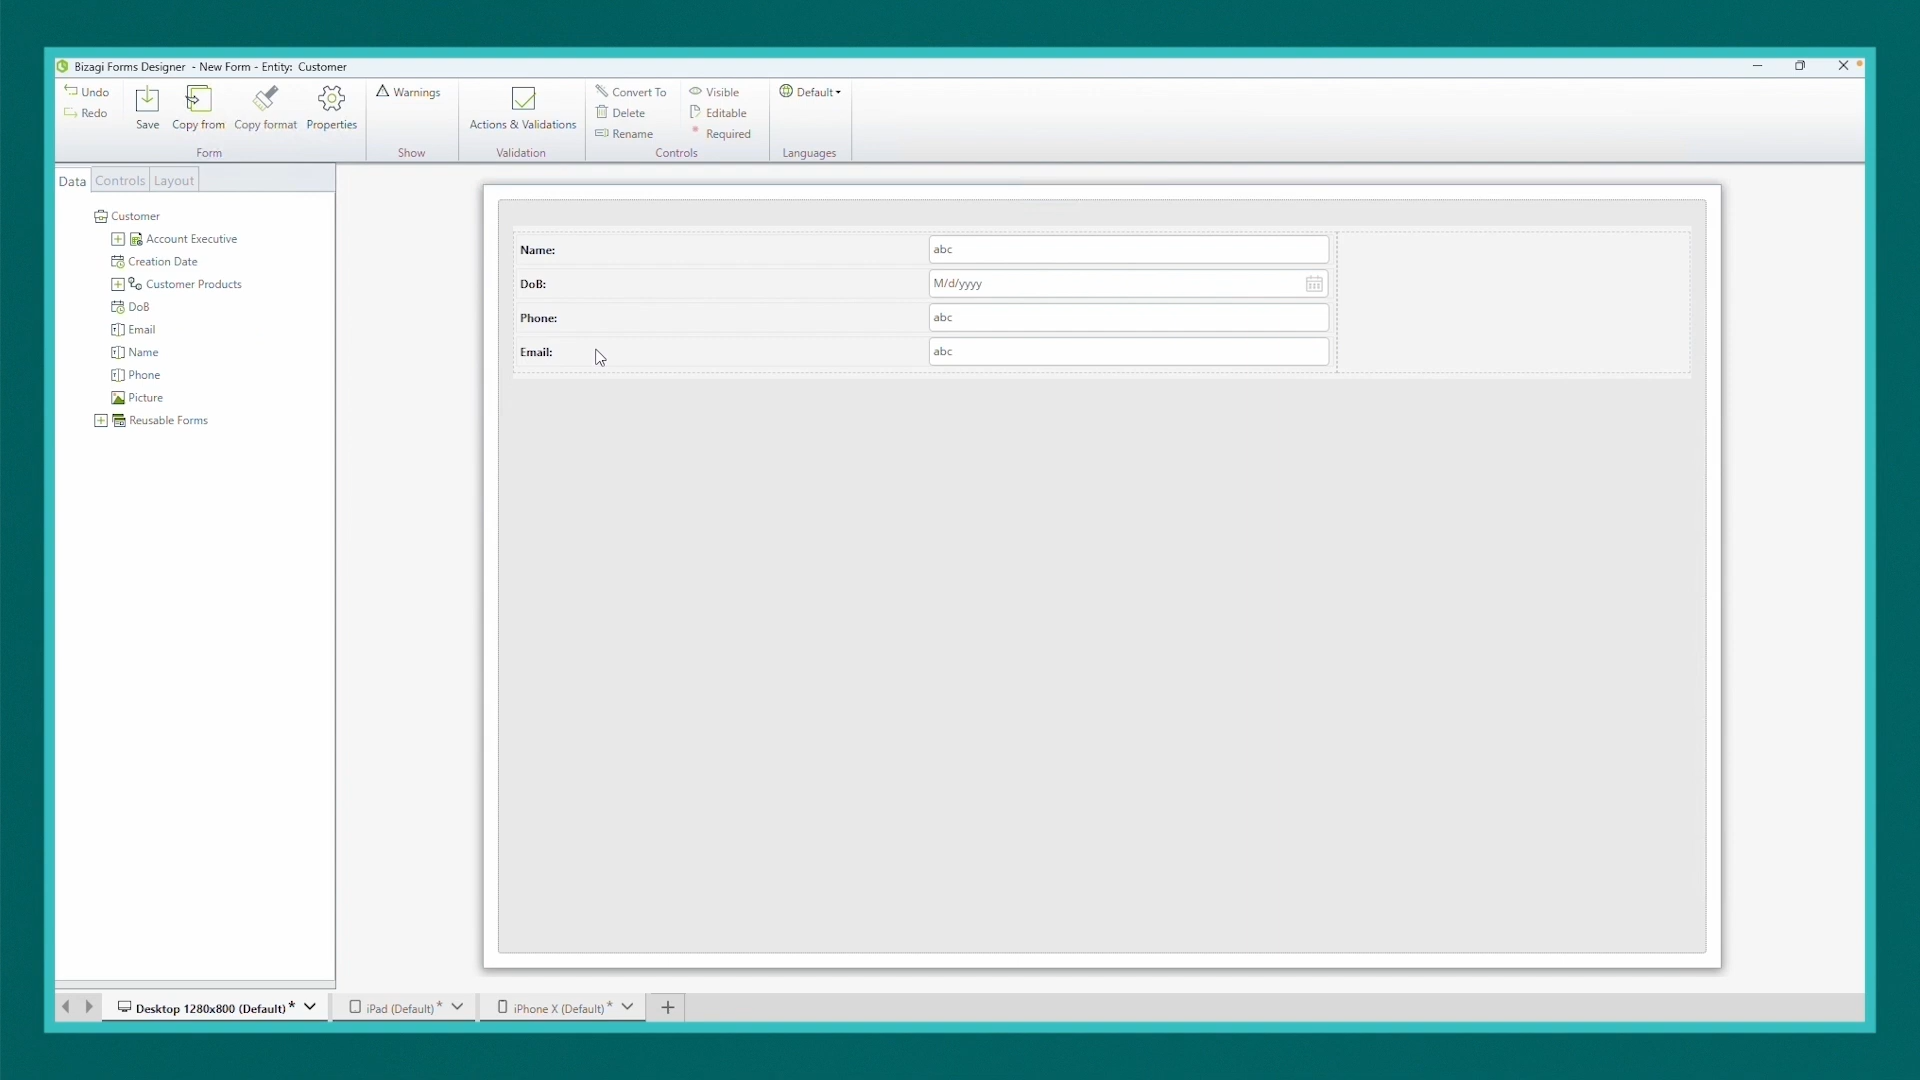 Bizagi Forms Designer - New Form - Entity: Customer
Undo
Redo
Save
Copy from
Copy format
Properties
Form
Warnings
Show
Actions & Validations
Validation
Convert To
Delete
Rename
Visible
Editable
Required
Controls
Default
Languages
Data
Controls
Layout
Customer
Account Executive
Creation Date
Customer Products
DoB
Email
Name
Phone
Picture
Reusable Forms
Name:
abc
DoB:
M/d/yyyy
Phone:
abc
Email:
abc
Desktop 1280x800 (Default) *
iPad (Default) *
iPhone X (Default) *